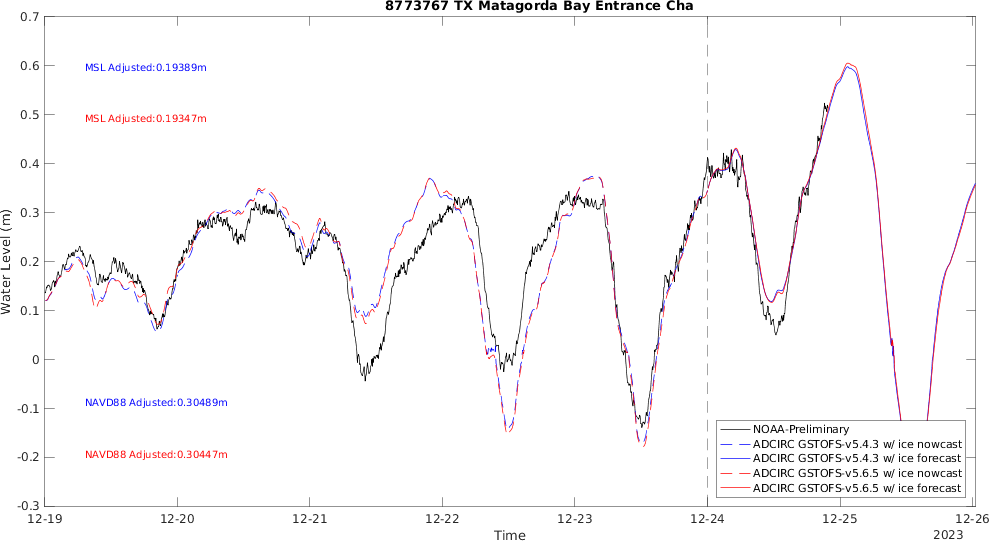 8773767 TX Matagorda Bay Entrance Cha
0.7
0.6
0.5
0.4
0.3
0.2
0.1
0
-0.1
-0.2
-0.3
Water Level (m)
MSL Adjusted:0.19389m
MSL Adjusted:0.19347m
NAVD88 Adjusted:0.30489m
NAVD88 Adjusted:0.30447m
NOAA-Preliminary
ADCIRC GSTOFS-v5.4.3 w/ ice nowcast
ADCIRC GSTOFS-v5.4.3 w/ ice forecast
ADCIRC GSTOFS-v5.6.5 w/ ice nowcast
ADCIRC GSTOFS-v5.6.5 w/ ice forecast
12-19 12-20 12-21 12-22 12-23 12-24 12-25 12-26
Time
2023